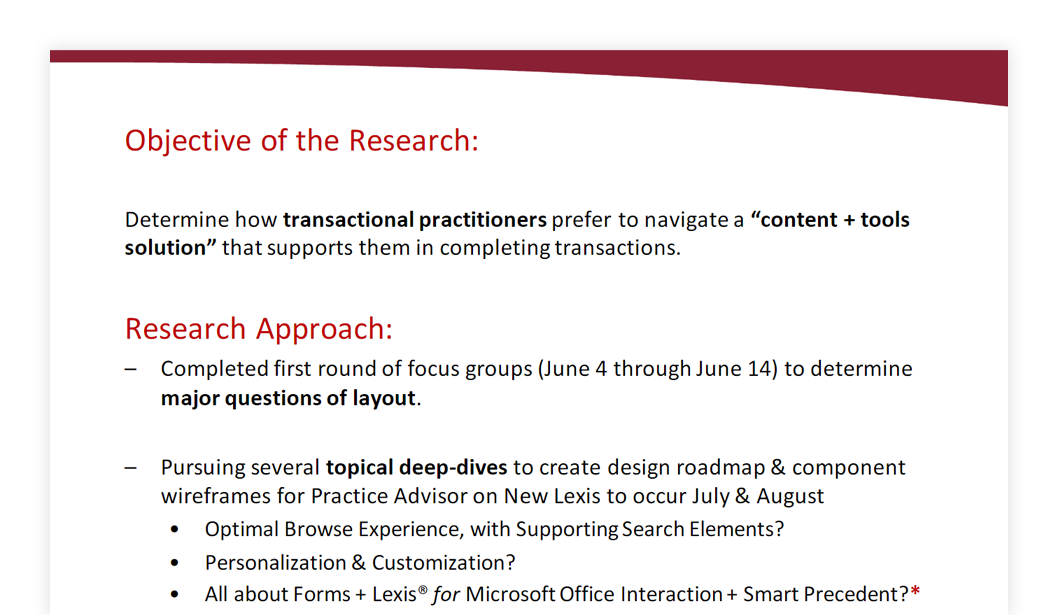 Objective of the Research:
Determine how transactional practitioners prefer to navigate a “content + tools
solution” that supports them in completing transactions.
Research Approach:
– Completed first round of focus groups (June 4 through June 14) to determine
major questions of layout.
– Pursuing several topical deep-dives to create design roadmap & component
wireframes for Practice Advisor on New Lexis to occur July & August
• Optimal Browse Experience, with Supporting Search Elements?
• Personalization & Customization?
• All about Forms + Lexis® for Microsoft Office Interaction + Smart Precedent?*